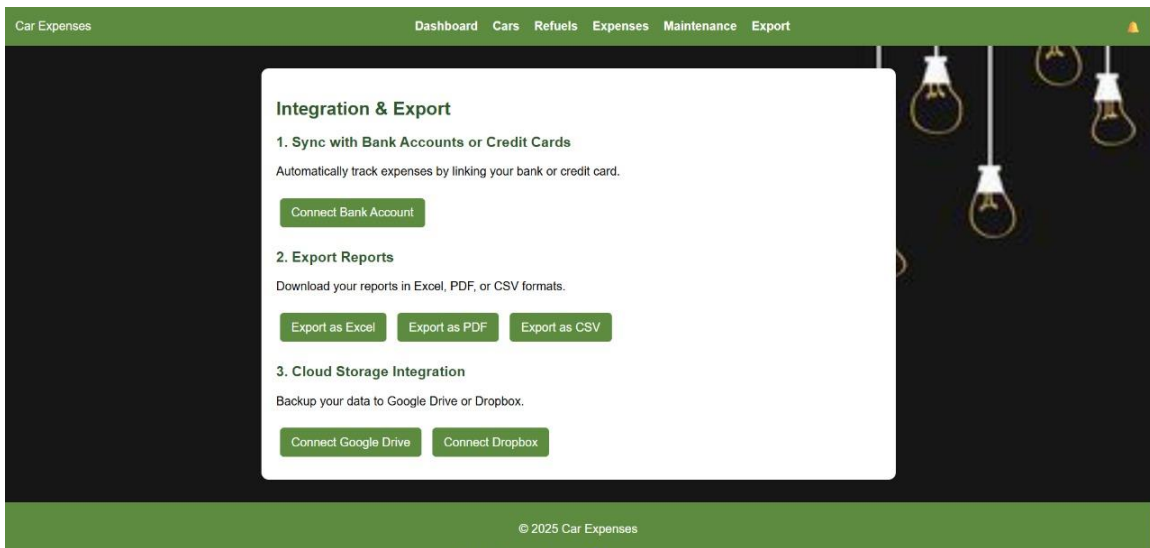 Car Expenses
Dashboard Cars Refuels Expenses Maintenance Export
Integration & Export
1. Sync with Bank Accounts or Credit Cards
Automatically track expenses by linking your bank or credit card.
Connect Bank Account
2. Export Reports
Download your reports in Excel, PDF, or CSV formats.
Export as Excel Export as PDF Export as CSV
3. Cloud Storage Integration
Backup your data to Google Drive or Dropbox.
Connect Google Drive Connect Dropbox
© 2025 Car Expenses